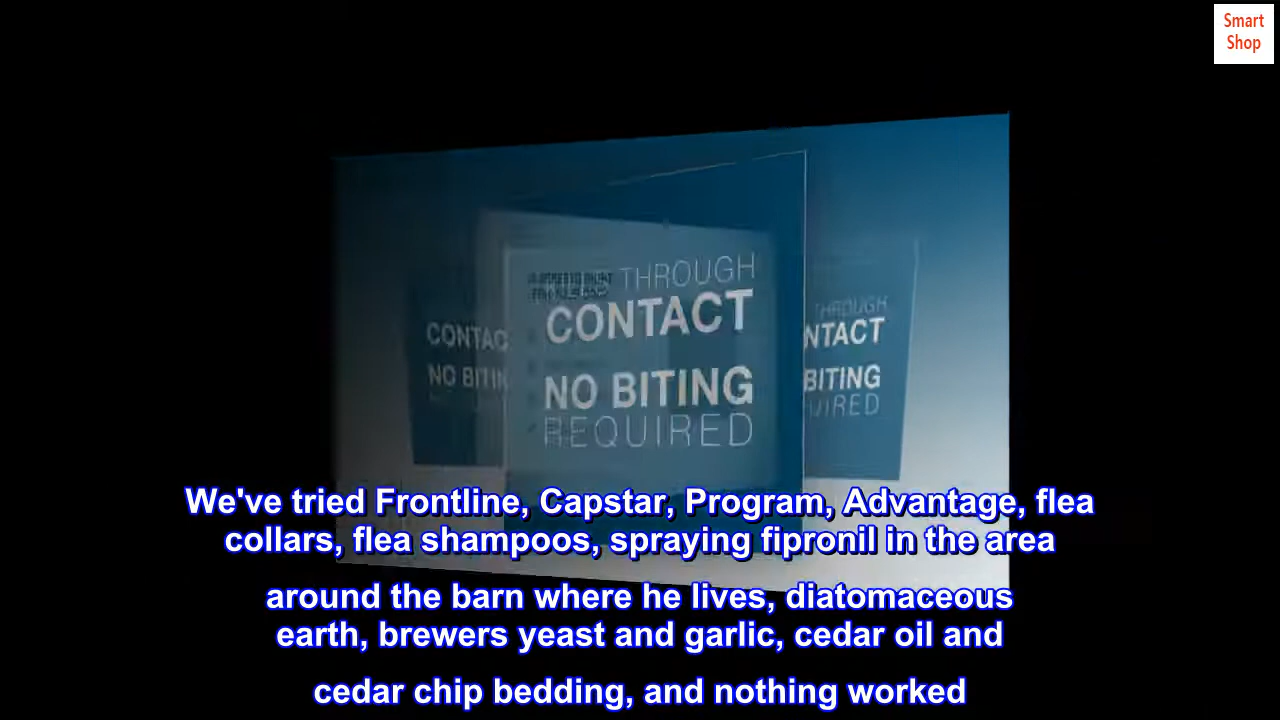 Smart
Shop
THROUGH
CONTACT
NO BITING
REQUIRED
CONTAC
NO BITIN
THROUGH
NTACT
BITING
UIRED
We've tried Frontline, Capstar, Program, Advantage, flea
collars, flea shampoos, spraying fipronil in the area
around the barn where he lives, diatomaceous
earth, brewers yeast and garlic, cedar oil and
cedar chip bedding, and nothing worked